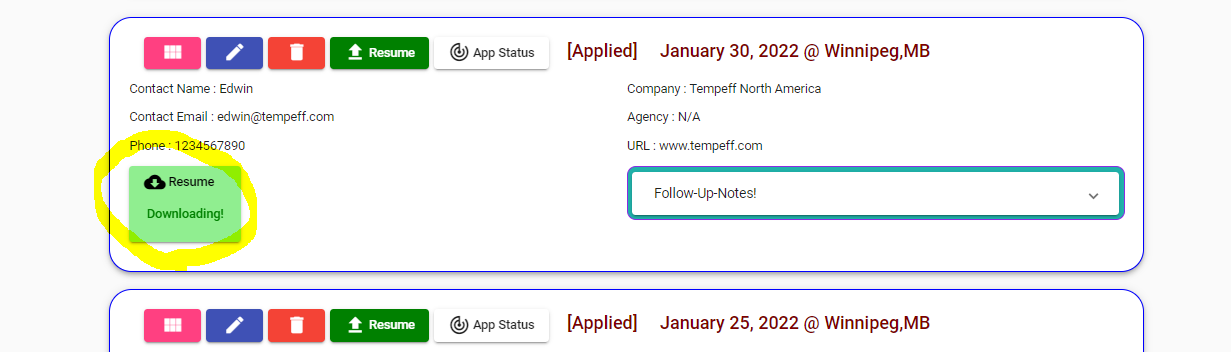 Resume App Status [Applied] January 30, 2022 @ Winnipeg,MB
Contact Name : Edwin
Company : Tempeff North America
Contact Email : edwin@tempeff.com
Agency : N/A
Phone : 1234567890
URL : www.tempeff.com
Resume
Downloading!
Follow-Up-Notes!
Resume App Status [Applied] January 25, 2022 @ Winnipeg,MB